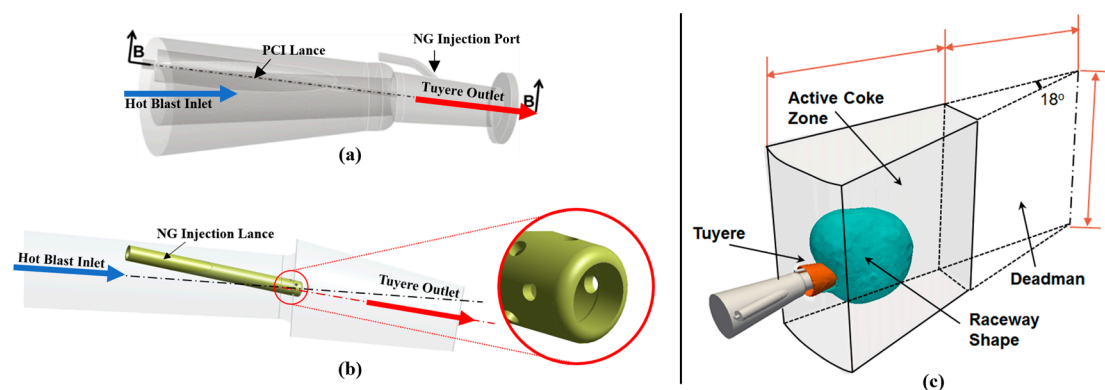 B
PCI Lance
NG Injection Port
Hot Blast Inlet
Tuyere Outlet
B
(a)
NG Injection Lance
Hot Blast Inlet
Tuyere Outlet
(b)
Active Coke
Zone
18°
Tuyere
Deadman
Raceway
Shape
(c)